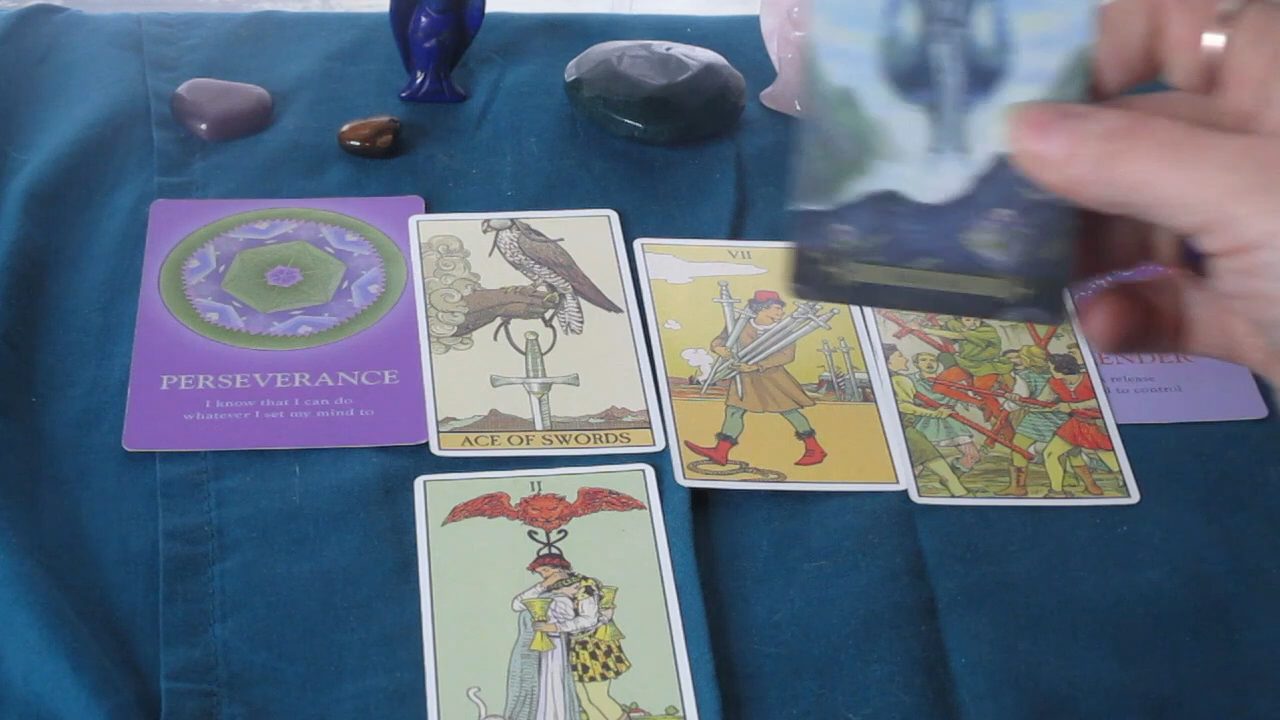 PERSEVERANCE
I know that I can do
whatever I set my mind to
ACE OF SWORDS
VII
II
ENDER
release
d to control